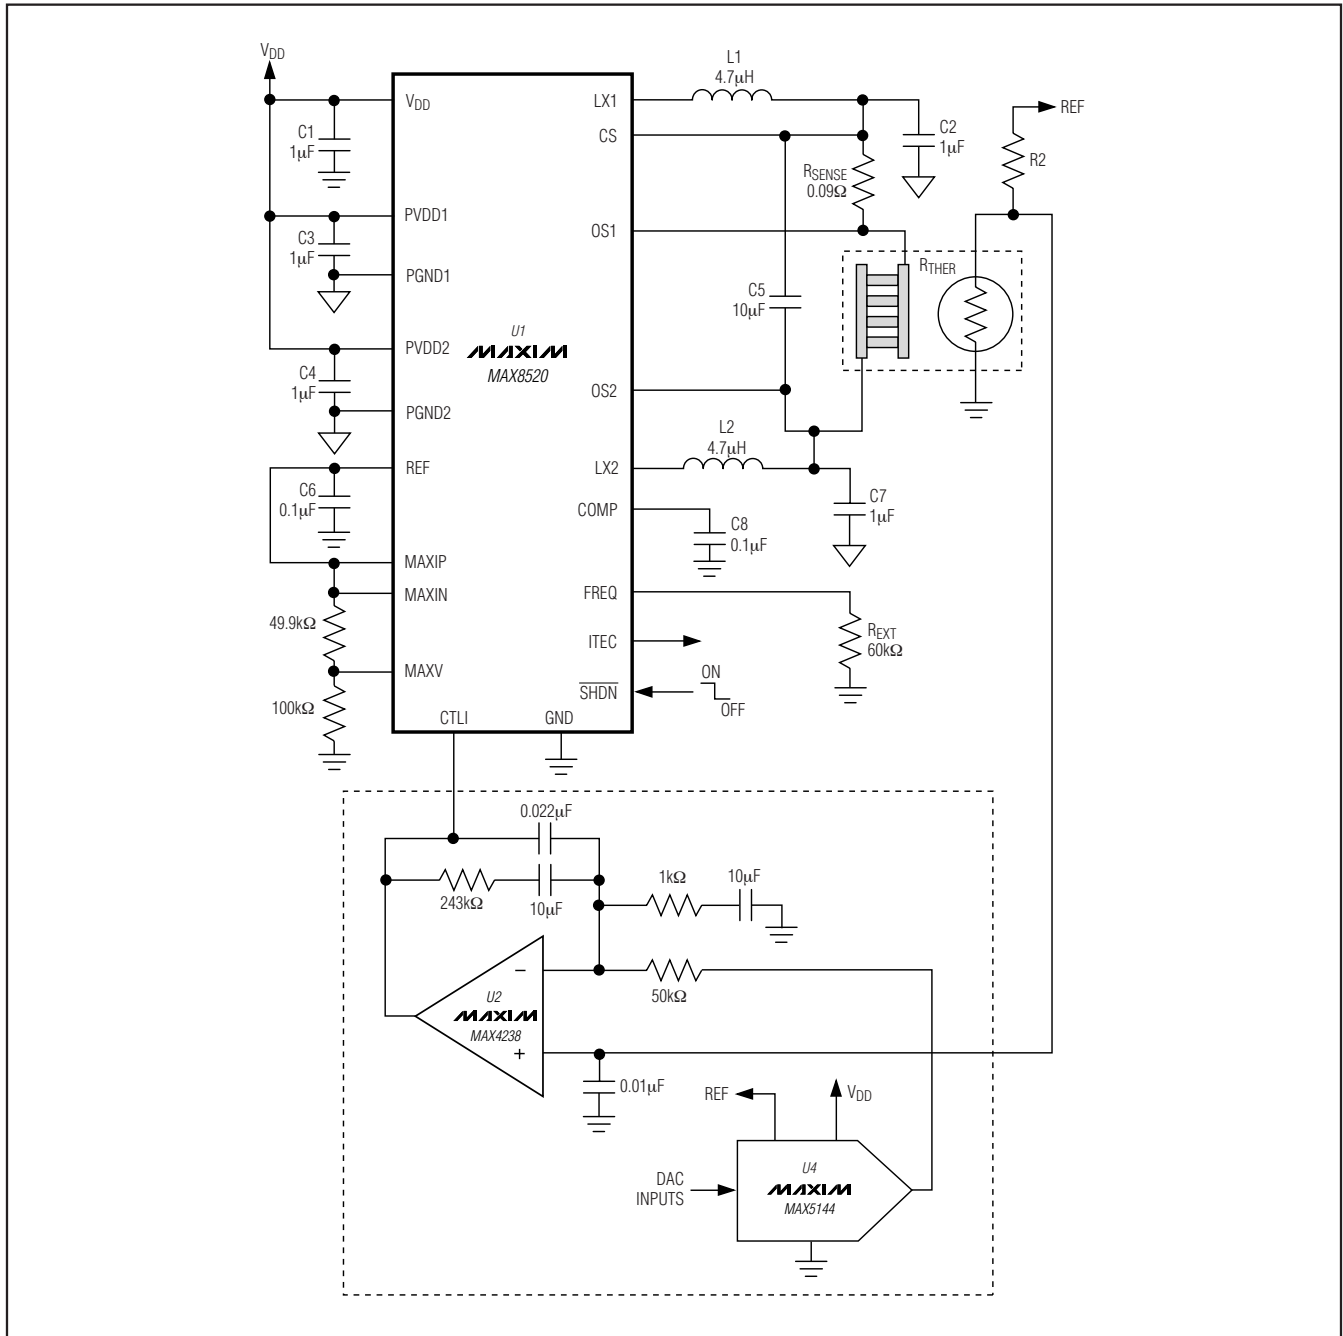 VDD
VDD
C1
1µF
PVDD1
C3
1µF
PGND1
PVDD2
C4
1µF
PGND2
REF
C6
0.1µF
MAXIP
MAXIN
49.9kΩ
MAXV
100kΩ
CTLI
GND
U1
MAXIM
MAX8520
LX1
CS
OS1
OS2
LX2
COMP
FREQ
ITEC
SHDN
L1
4.7µH
C2
1µF
RSENSE
0.09Ω
REF
R2
RTHER
C5
10µF
L2
4.7µH
C7
1µF
C8
0.1µF
REXT
60kΩ
ON
OFF
0.022µF
243kΩ
10µF
1kΩ
10µF
50kΩ
−
U2
MAXIM
MAX4238
+
0.01µF
REF
VDD
DAC
INPUTS
U4
MAXIM
MAX5144